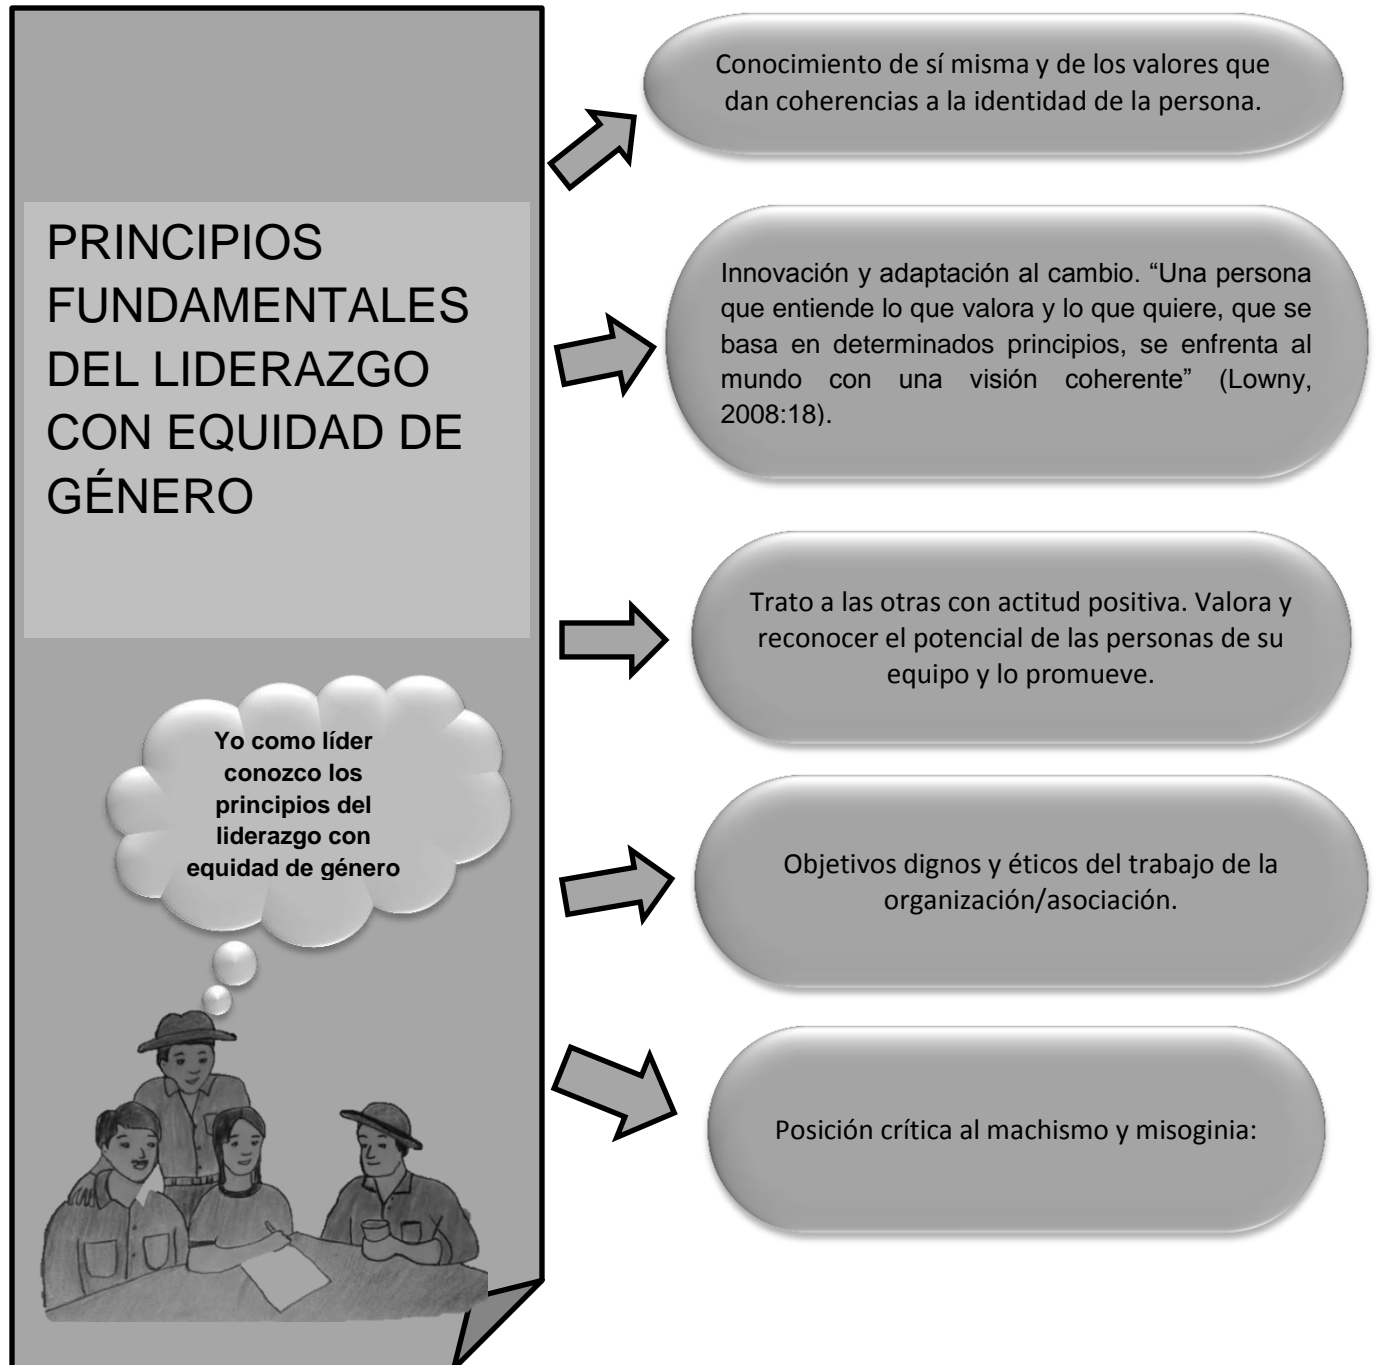 PRINCIPIOS
FUNDAMENTALES
DEL LIDERAZGO
CON EQUIDAD DE
GÉNERO
Yo como líder
conozco los
principios del
liderazgo con
equidad de género
Conocimiento de sí misma y de los valores que
dan coherencias a la identidad de la persona.
Innovación y adaptación al cambio. “Una persona
que entiende lo que valora y lo que quiere, que se
basa en determinados principios, se enfrenta al
mundo con una visión coherente” (Lowny,
2008:18).
Trato a las otras con actitud positiva. Valora y
reconocer el potencial de las personas de su
equipo y lo promueve.
Objetivos dignos y éticos del trabajo de la
organización/asociación.
Posición crítica al machismo y misoginia: